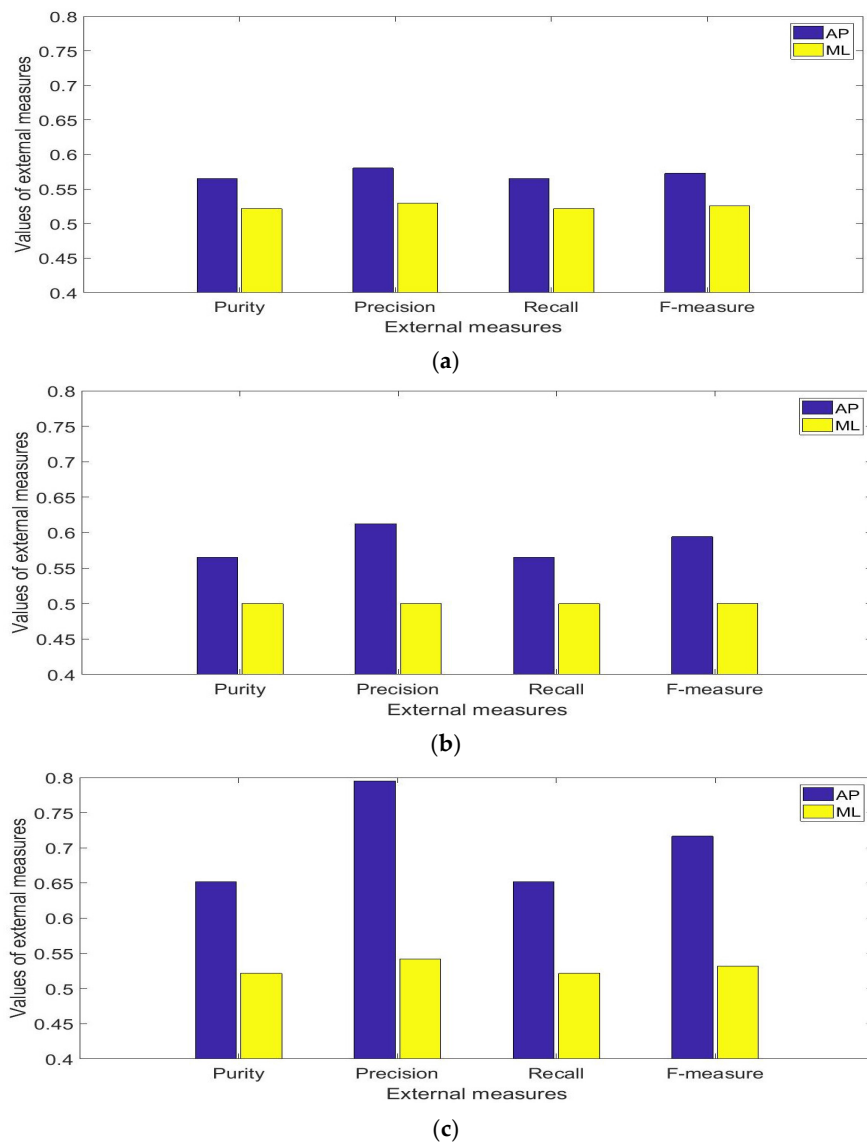 0.8
0.75
0.7
0.65
0.6
0.55
0.5
0.45
0.4
Values of external measures
AP
ML
Purity Precision Recall F-measure
External measures
(a)
0.8
0.75
0.7
0.65
0.6
0.55
0.5
0.45
0.4
Values of external measures
AP
ML
Purity Precision Recall F-measure
External measures
(b)
0.8
0.75
0.7
0.65
0.6
0.55
0.5
0.45
0.4
Values of external measures
AP
ML
Purity Precision Recall F-measure
External measures
(c)